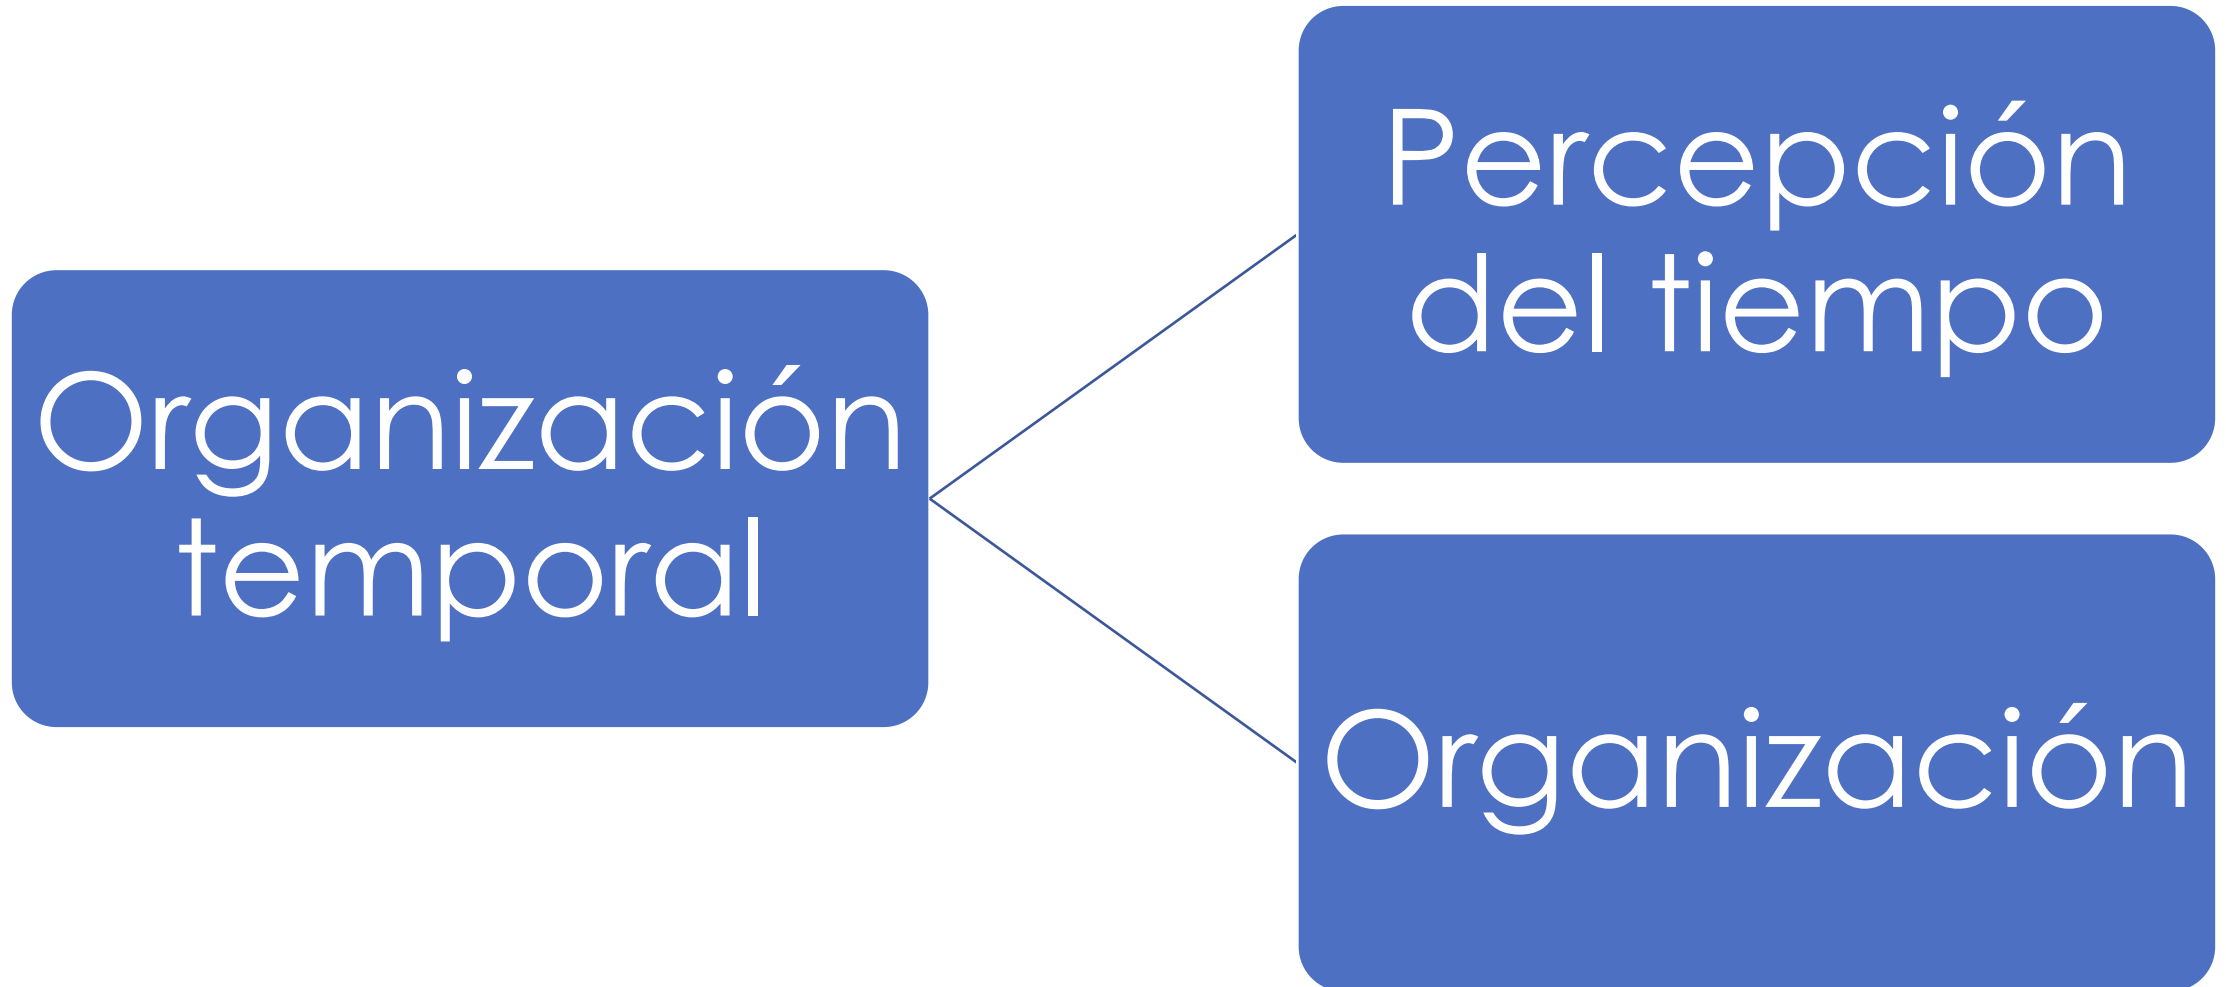 Organización
temporal
Percepción
del tiempo
Organización